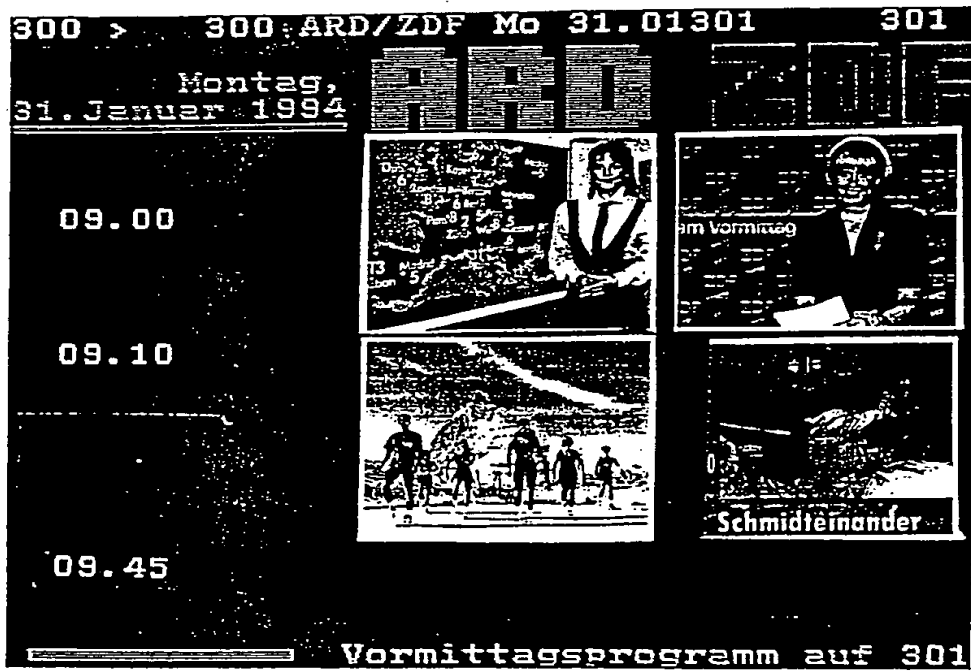 300 > 300 ARD/ZDF Mo 31.01301 301
Montag,
31.Januar 1994
ARD ZDF
09.00
am Vormittag
09.10
Schmidteinander
09.45
Vormittagsprogramm auf 301